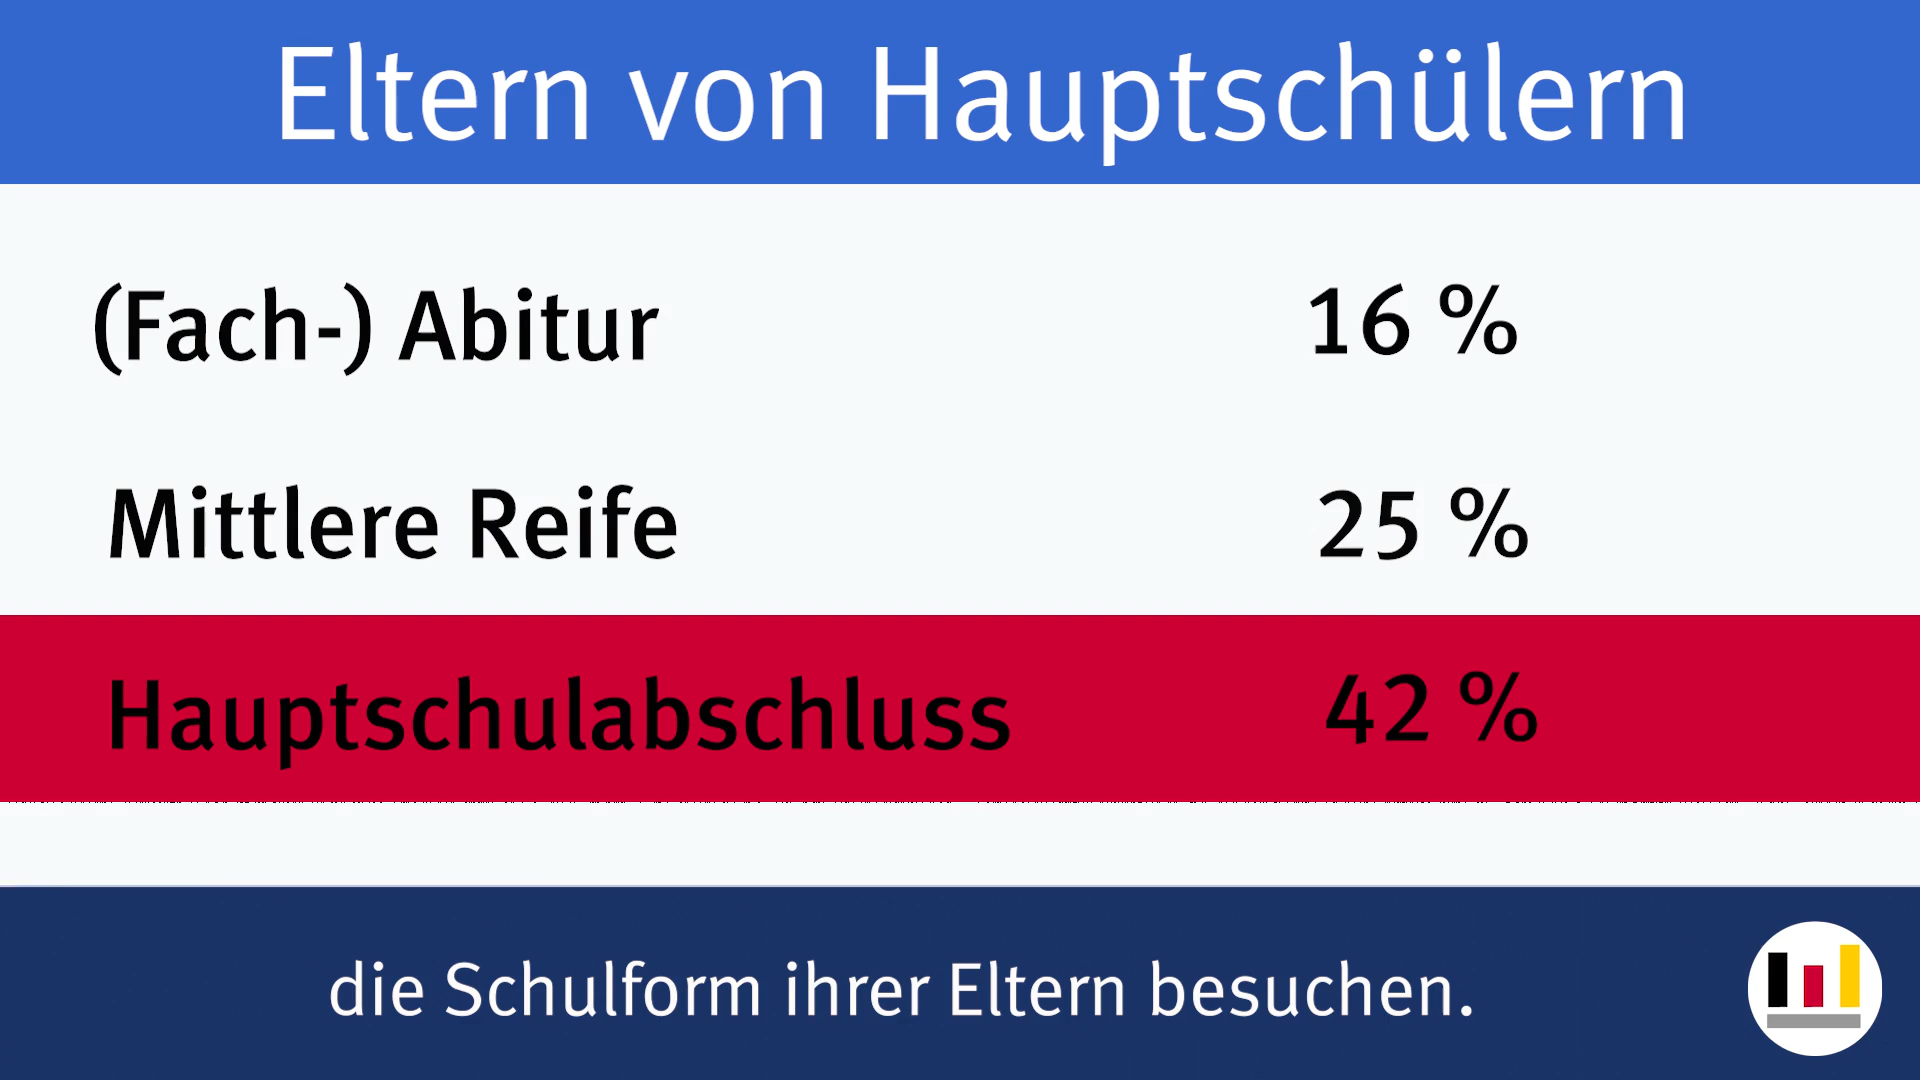 Eltern von Hauptschülern
(Fach-) Abitur 16 %
Mittlere Reife 25 %
Hauptschulabschluss 42 %
die Schulform ihrer Eltern besuchen.